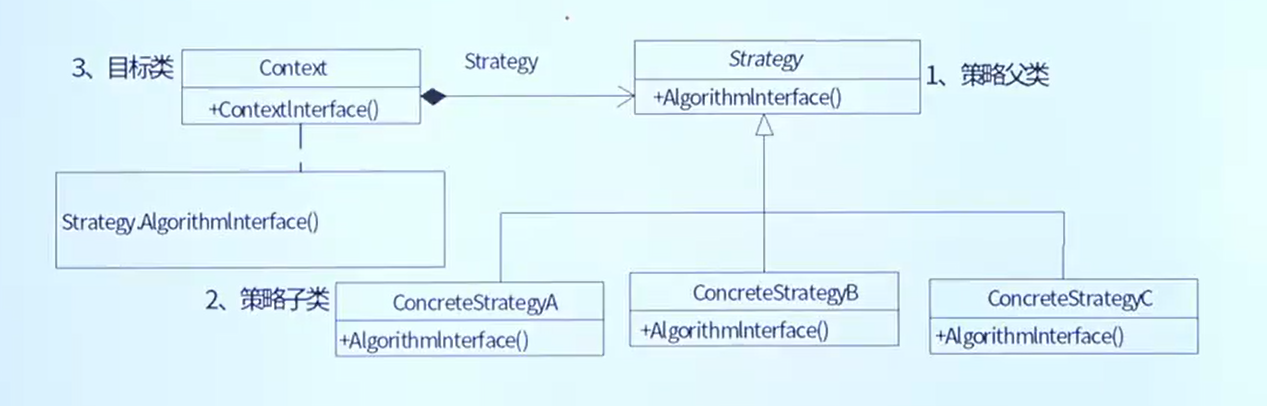 3、目标类
Context
+ContextInterface()
Strategy
Strategy
+AlgorithmInterface()
1、策略父类
Strategy.AlgorithmInterface()
2、策略子类
ConcreteStrategyA
+AlgorithmInterface()
ConcreteStrategyB
+AlgorithmInterface()
ConcreteStrategyC
+AlgorithmInterface()